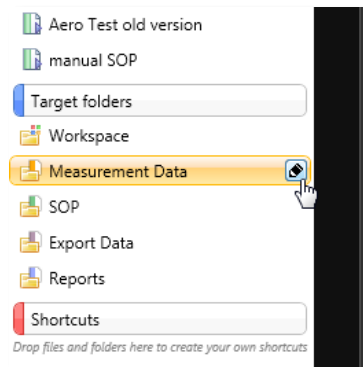 Aero Test old version
manual SOP
Target folders
Workspace
Measurement Data
SOP
Export Data
Reports
Shortcuts
Drop files and folders here to create your own shortcuts